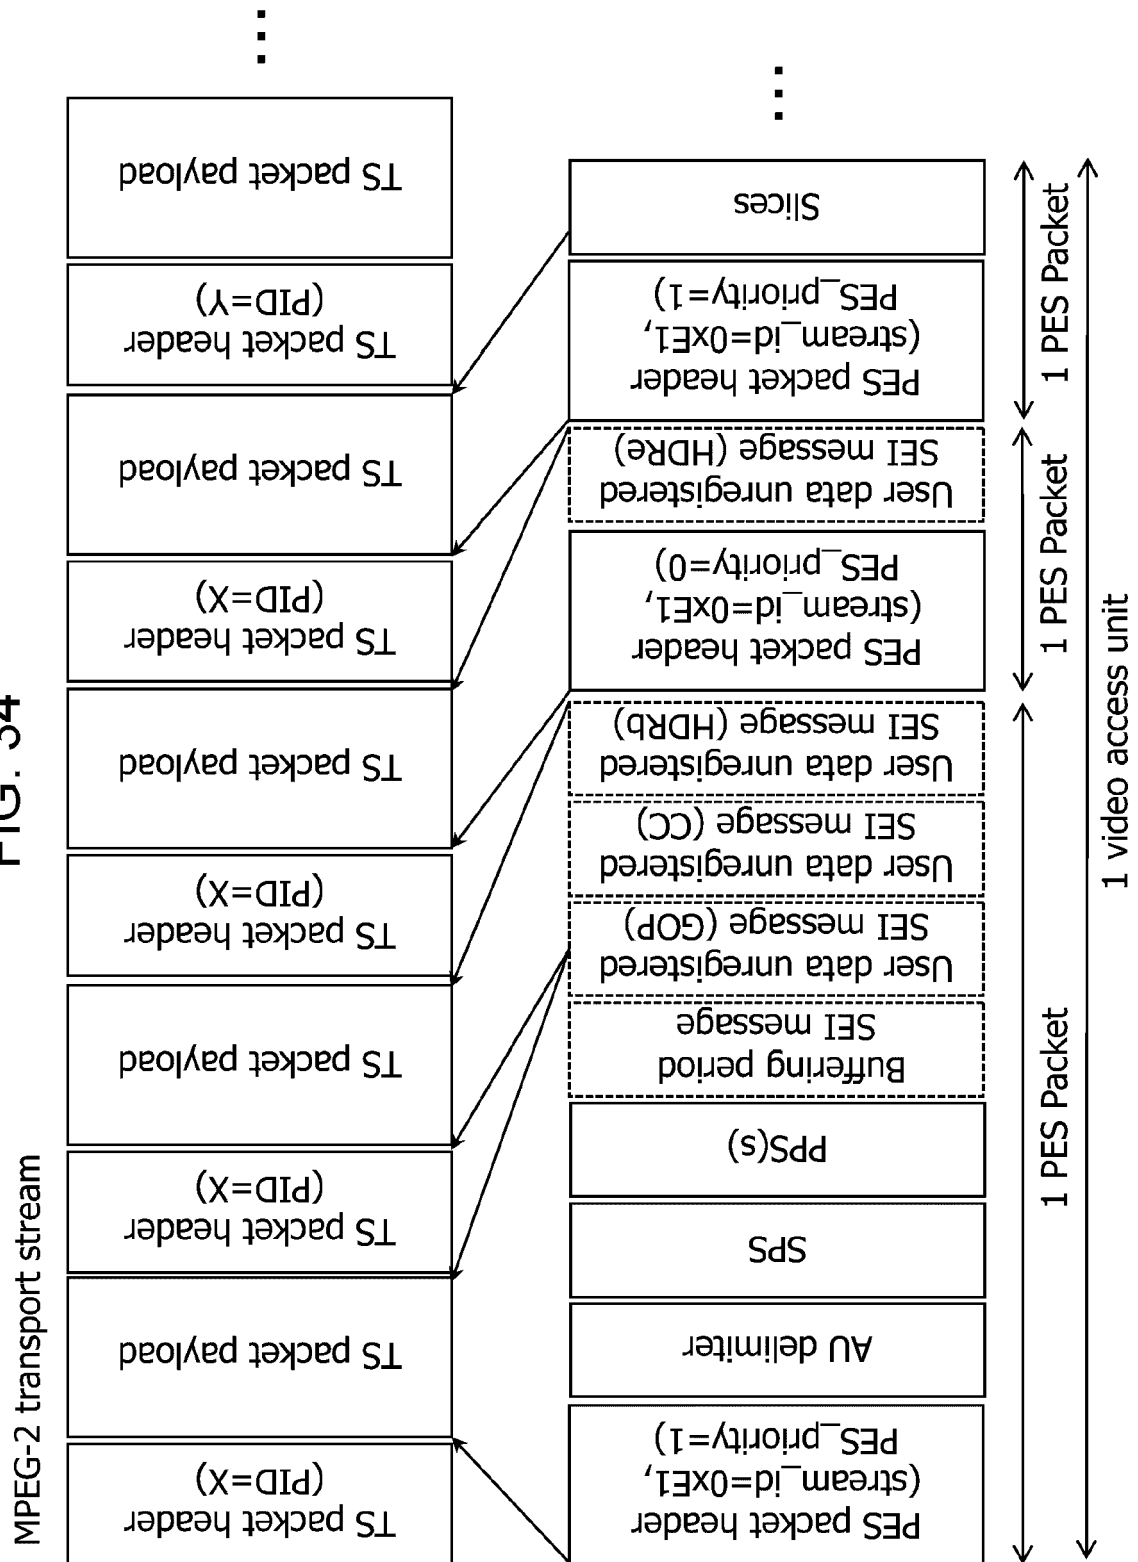 FIG. 34
MPEG-2 transport stream
TS packet header
(PID=X)
TS packet payload
TS packet header
(PID=X)
TS packet payload
TS packet header
(PID=X)
TS packet payload
TS packet header
(PID=X)
TS packet payload
TS packet header
(PID=Y)
TS packet payload
...
PES packet header
(stream_id=0xE1,
PES_priority=1)
AU delimiter
SPS
PPS(s)
Buffering period
SEI message
User data unregistered
SEI message (GOP)
User data unregistered
SEI message (CC)
User data unregistered
SEI message (HDRb)
PES packet header
(stream_id=0xE1,
PES_priority=0)
User data unregistered
SEI message (HDRe)
PES packet header
(stream_id=0xE1,
PES_priority=1)
Slices
...
1 PES Packet
1 PES Packet
1 PES Packet
1 video access unit